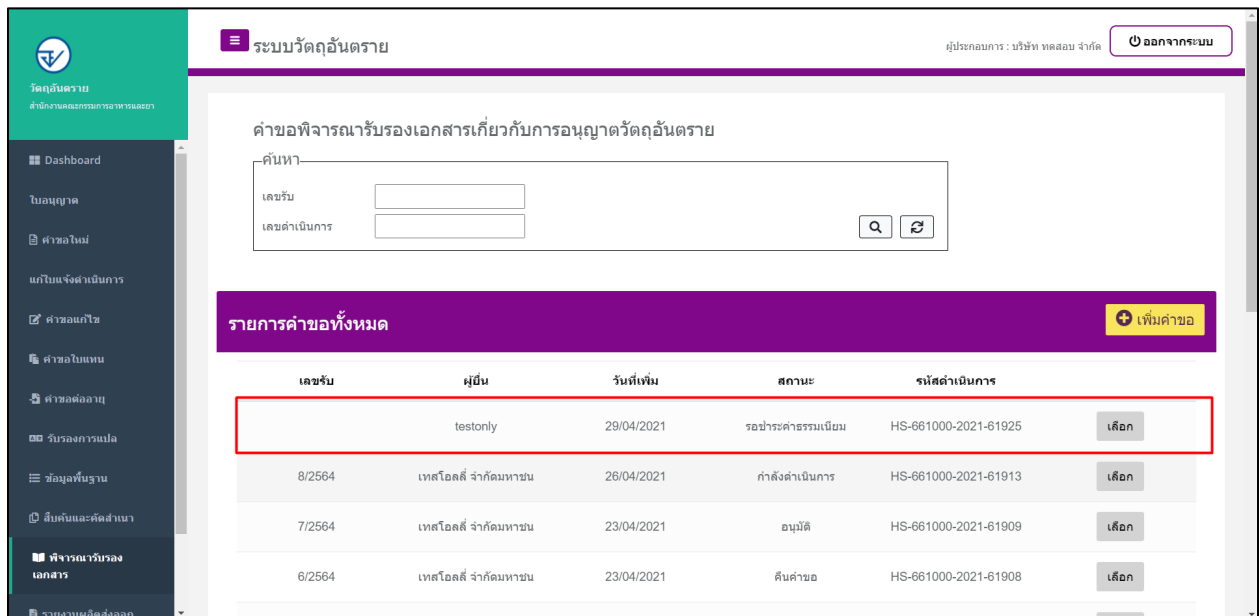 ระบบวัตถุอันตราย
ผู้ประกอบการ : บริษัท ทดสอบ จำกัด
ออกจากระบบ
วัตถุอันตราย
สำนักงานคณะกรรมการอาหารและยา
Dashboard
ใบอนุญาต
คำขอใหม่
แก้ใบแจ้งดำเนินการ
คำขอแก้ไข
คำขอใบแทน
คำขอต่ออายุ
รับรองการแปล
ข้อมูลพื้นฐาน
สืบค้นและคัดสำเนา
พิจารณารับรอง
เอกสาร
รายงานผลิตส่งออก
คำขอพิจารณารับรองเอกสารเกี่ยวกับการอนุญาตวัตถุอันตราย
ค้นหา
เลขรับ
เลขดำเนินการ
รายการคำขอทั้งหมด
เพิ่มคำขอ
เลขรับ ผู้ยื่น วันที่เพิ่ม สถานะ รหัสดำเนินการ
testonly 29/04/2021 รอชำระค่าธรรมเนียม HS-661000-2021-61925 เลือก
8/2564 เทสโอลลี่ จำกัดมหาชน 26/04/2021 กำลังดำเนินการ HS-661000-2021-61913 เลือก
7/2564 เทสโอลลี่ จำกัดมหาชน 23/04/2021 อนุมัติ HS-661000-2021-61909 เลือก
6/2564 เทสโอลลี่ จำกัดมหาชน 23/04/2021 คืนคำขอ HS-661000-2021-61908 เลือก